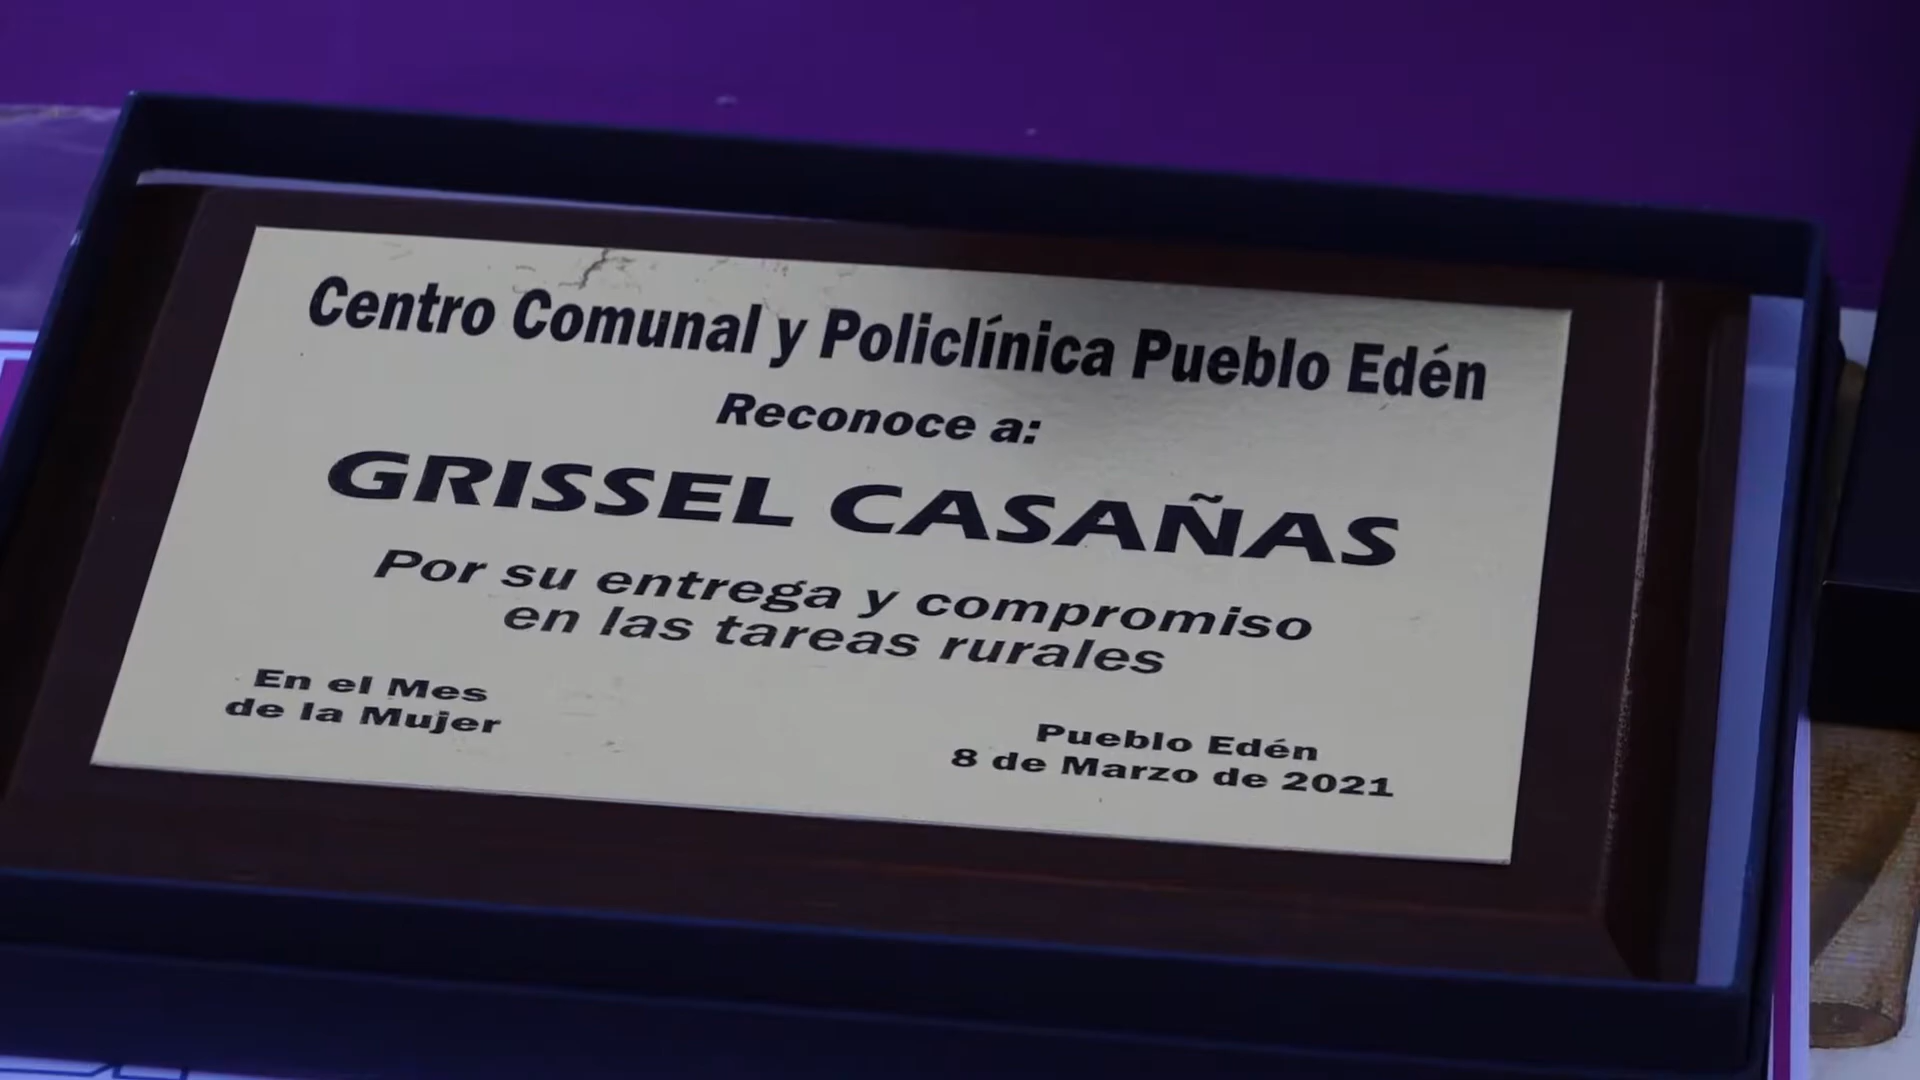 Centro Comunal y Policlínica Pueblo Edén
Reconoce a:
GRISSEL CASAÑAS
Por su entrega y compromiso
en las tareas rurales
En el Mes
de la Mujer
Pueblo Edén
8 de Marzo de 2021